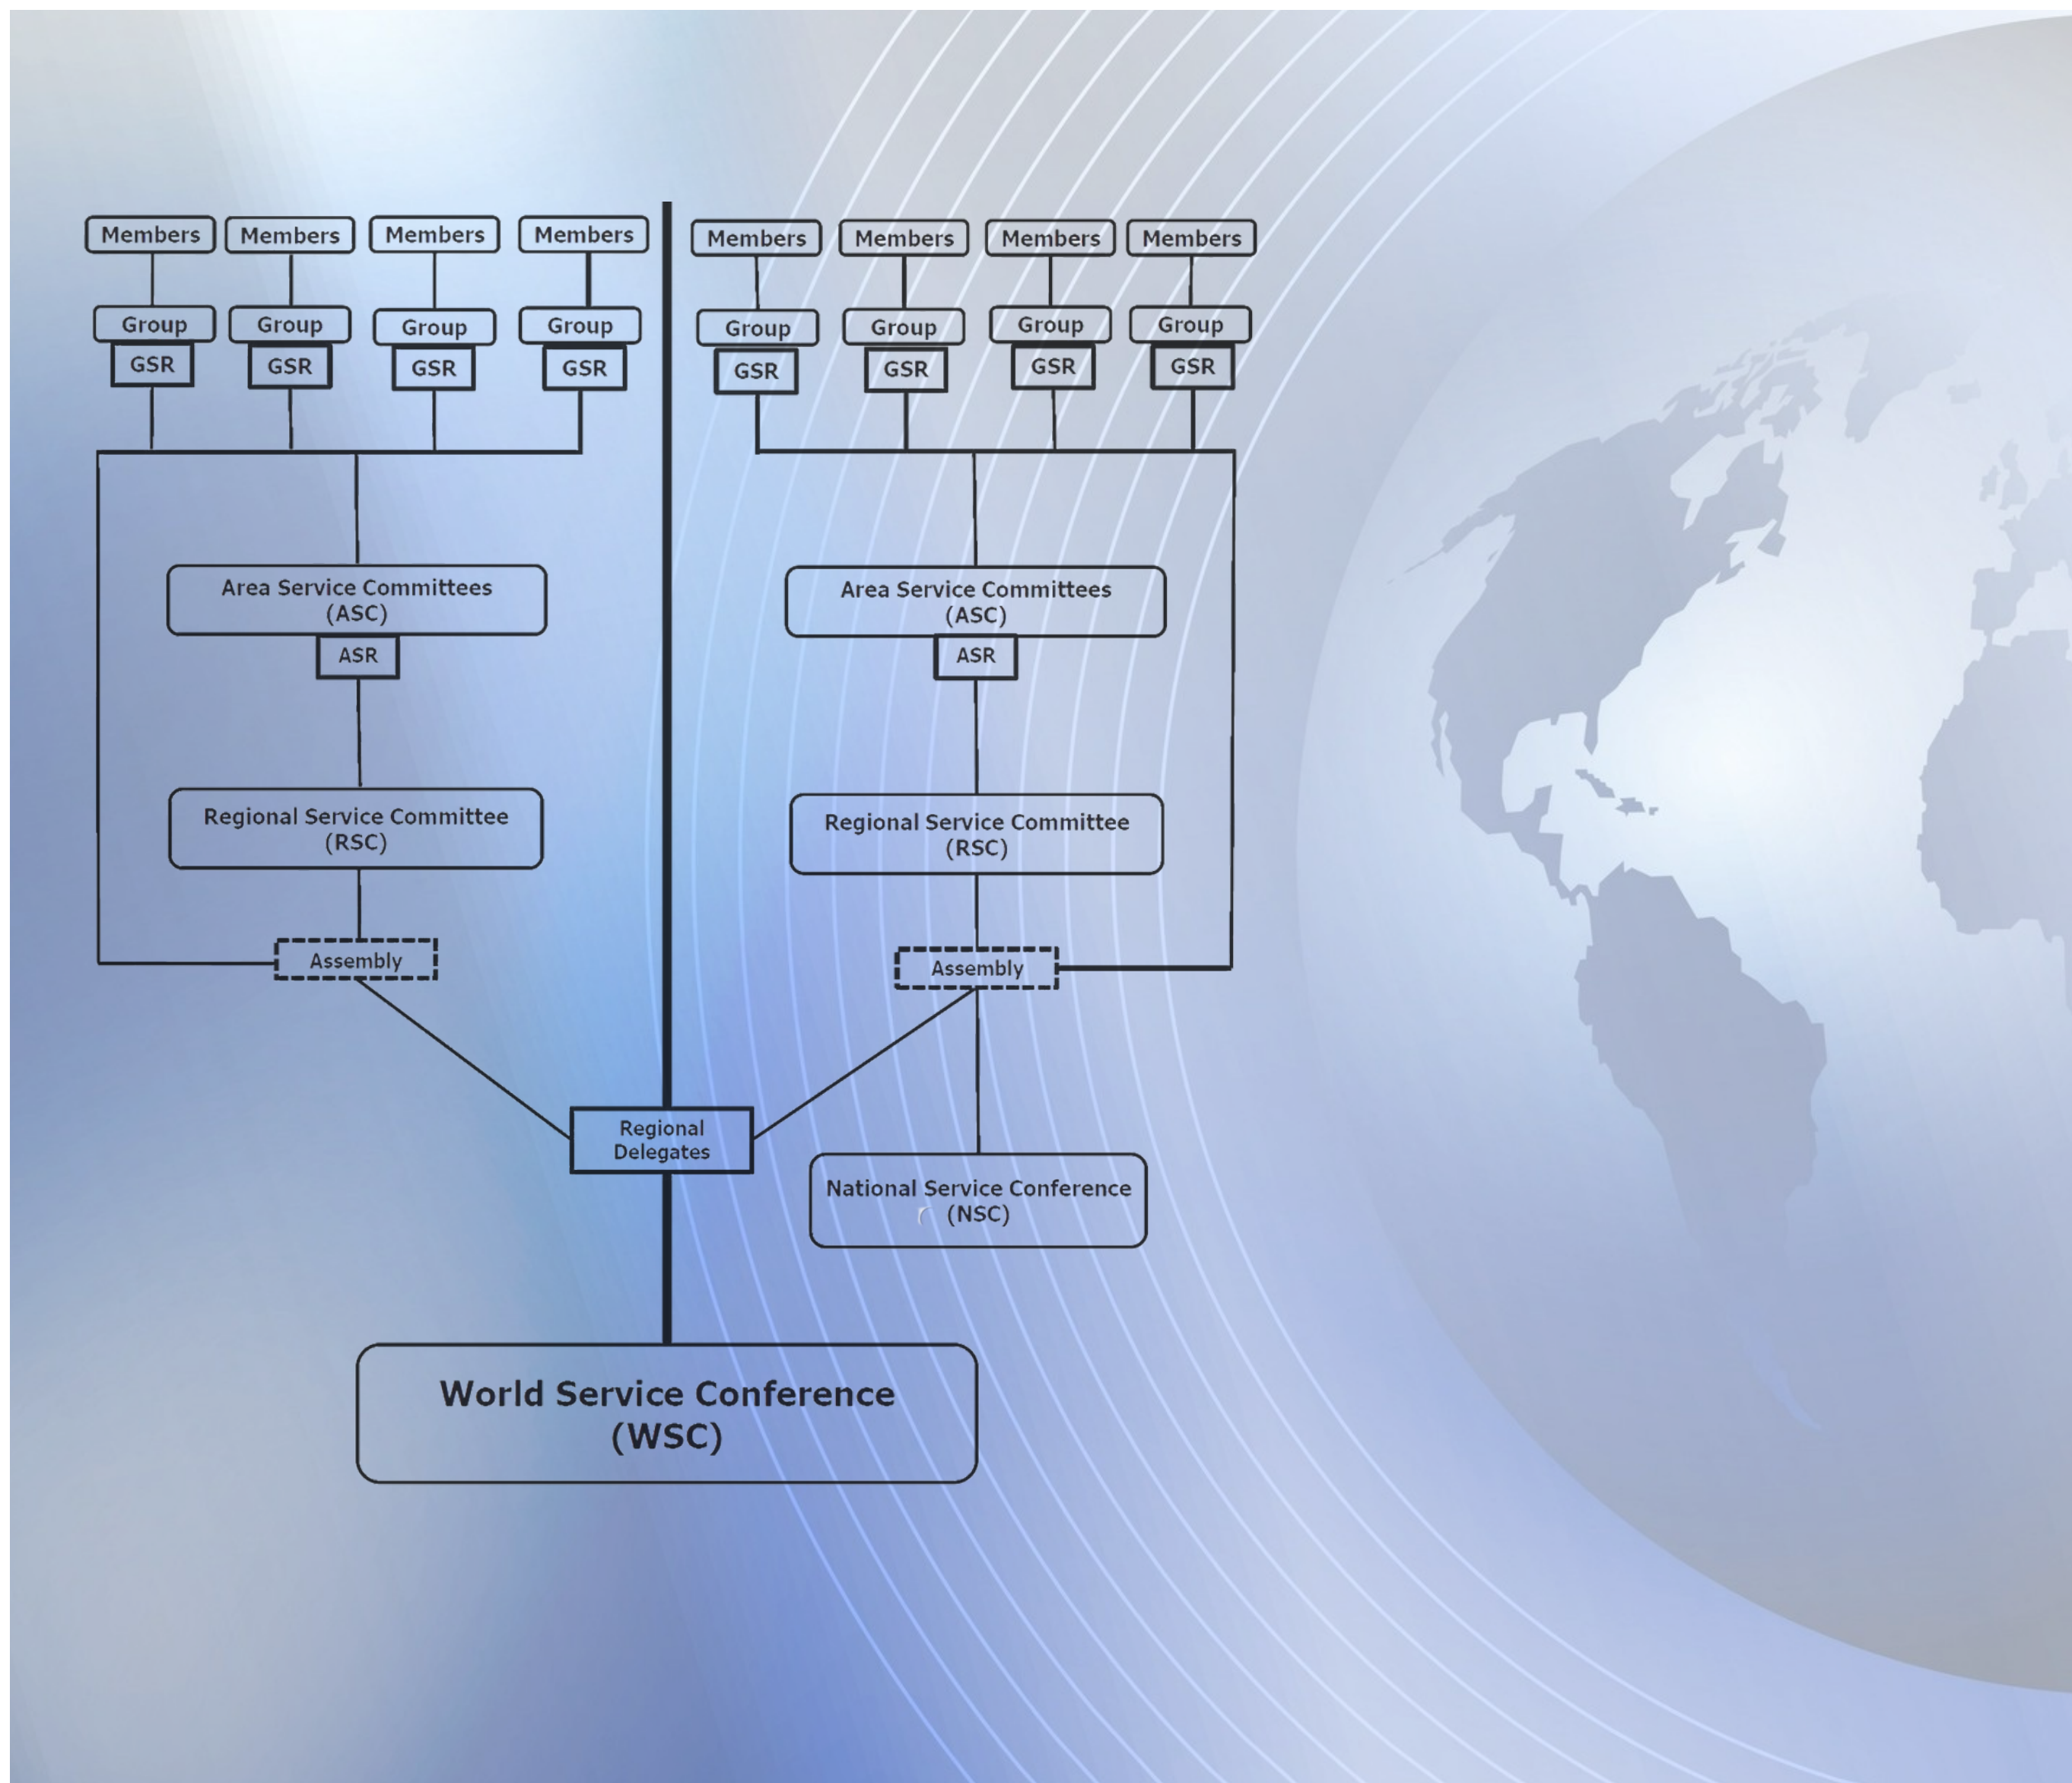 Members
Members
Members
Members
Members
Members
Members
Members
Group
Group
Group
Group
Group
Group
Group
Group
GSR
GSR
GSR
GSR
GSR
GSR
GSR
GSR
Area Service Committees
(ASC)
Area Service Committees
(ASC)
ASR
ASR
Regional Service Committee
(RSC)
Regional Service Committee
(RSC)
Assembly
Assembly
Regional
Delegates
National Service Conference
(NSC)
World Service Conference
(WSC)